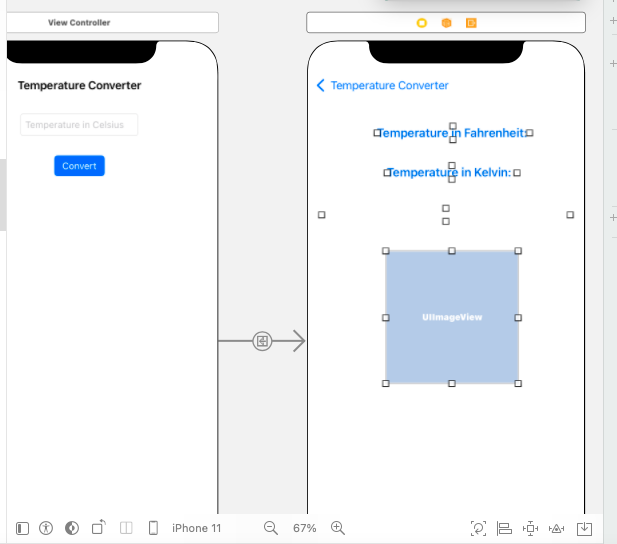 View Controller
Temperature Converter
Temperature in Celsius
Convert
Temperature Converter
Temperature in Fahrenheit:
Temperature in Kelvin:
UIImageView
iPhone 11
67%